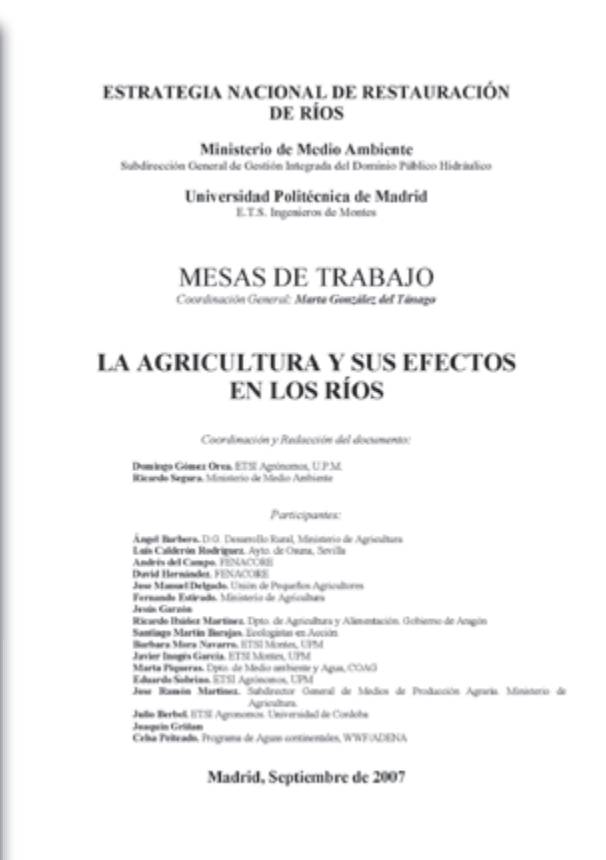 ESTRATEGIA NACIONAL DE RESTAURACIÓN
DE RÍOS
Ministerio de Medio Ambiente
Subdirección General de Gestión Integrada del Dominio Público Hidráulico
Universidad Politécnica de Madrid
E.T.S. Ingenieros de Montes
MESAS DE TRABAJO
Coordinación General: Marta González del Tánago
LA AGRICULTURA Y SUS EFECTOS
EN LOS RÍOS
Coordinación y Redacción del documento:
Domingo Gómez Orea. ETSI Agrónomos, U.P.M.
Ricardo Segura. Ministerio de Medio Ambiente
Participantes:
Ángel Barbero. D.G. Desarrollo Rural, Ministerio de Agricultura
Luis Calderón Rodríguez. Ayto. de Osuna, Sevilla
Andrés del Campo. FENACORE
David Hernández. FENACORE
Jose Manuel Delgado. Unión de Pequeños Agricultores
Fernando Estirado. Ministerio de Agricultura
Jesús Garzón
Ricardo Ibáñez Martínez. Dpto. de Agricultura y Alimentación. Gobierno de Aragón
Santiago Martín Barajas. Ecologistas en Acción
Barbara Mora Navarro. ETSI Montes, UPM
Javier Inogés García. ETSI Montes, UPM
Marta Piqueras. Dpto. de Medio ambiente y Agua, COAG
Eduardo Sobrino. ETSI Agrónomos, UPM
Jose Ramón Martínez. Subdirector General de Medios de Producción Agraria. Ministerio de
Agricultura.
Julio Berbel. ETSI Agronomos. Universidad de Cordoba
Joaquín Griñan
Celsa Peiteado. Programa de Aguas continentales, WWF/ADENA
Madrid, Septiembre de 2007